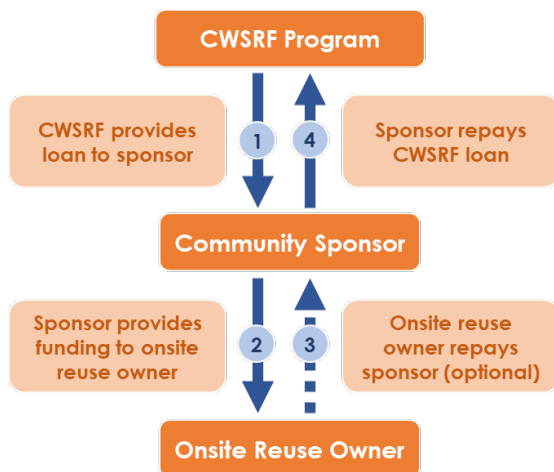 CWSRF Program
CWSRF provides
loan to sponsor
1
4
Sponsor repays
CWSRF loan
Community Sponsor
Sponsor provides
funding to onsite
reuse owner
2
3
Onsite reuse
owner repays
sponsor (optional)
Onsite Reuse Owner